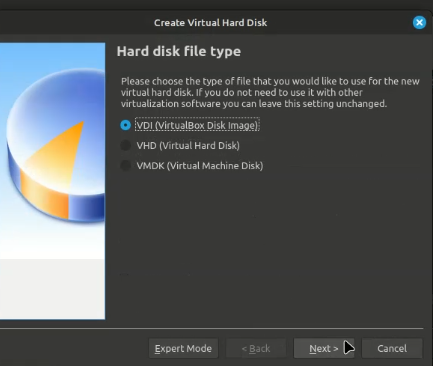 Create Virtual Hard Disk
Hard disk file type
Please choose the type of file that you would like to use for the new
virtual hard disk. If you do not need to use it with other
virtualization software you can leave this setting unchanged.
VDI (VirtualBox Disk Image)
VHD (Virtual Hard Disk)
VMDK (Virtual Machine Disk)
Expert Mode
< Back
Next >
Cancel